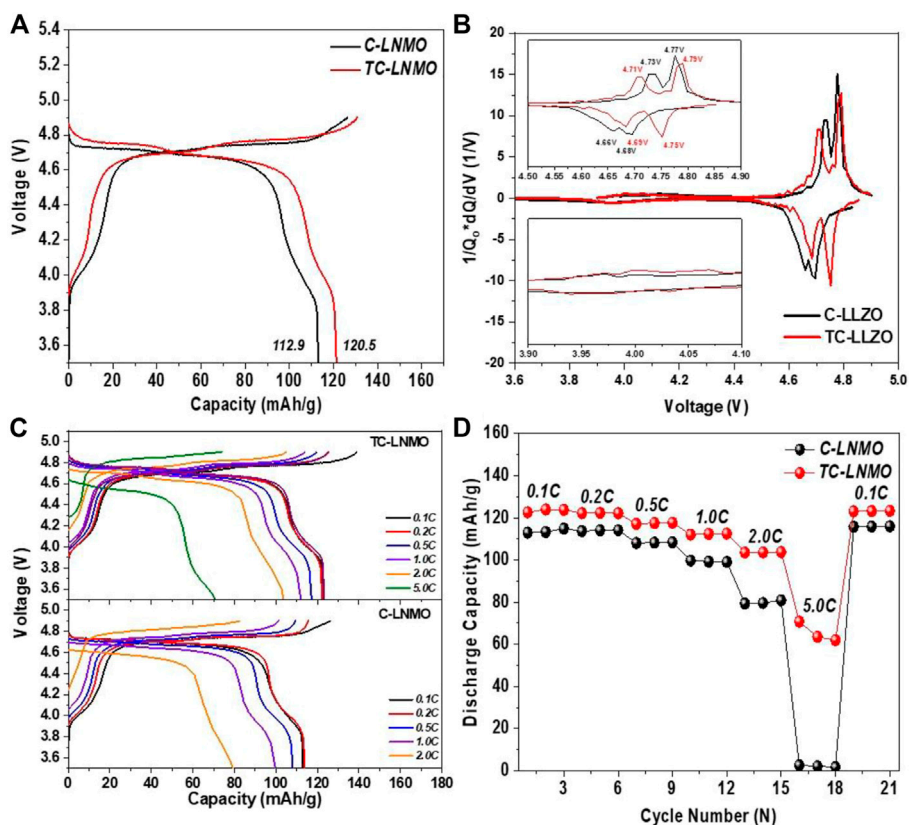 A
C-LNMO
TC-LNMO
5.4
5.1
4.8
4.5
4.2
3.9
3.6
Voltage (V)
112.9
120.5
0
20
40
60
80
100
120
140
160
Capacity (mAh/g)
B
20
15
10
5
0
-5
-10
-15
-20
1/Q₀*dQ/dV (1/V)
4.71V
4.73V
4.77V
4.79V
4.66V
4.68V
4.69V
4.75V
4.50
4.55
4.60
4.65
4.70
4.75
4.80
4.85
4.90
3.90
3.95
4.00
4.05
4.10
C-LLZO
TC-LLZO
3.6
3.8
4.0
4.2
4.4
4.6
4.8
5.0
Voltage (V)
C
TC-LNMO
5.0
4.8
4.6
4.4
4.2
4.0
3.8
3.6
0.1C
0.2C
0.5C
1.0C
2.0C
5.0C
Voltage (V)
C-LNMO
5.0
4.8
4.6
4.4
4.2
4.0
3.8
3.6
0.1C
0.2C
0.5C
1.0C
2.0C
0
20
40
60
80
100
120
140
160
180
Capacity (mAh/g)
D
C-LNMO
TC-LNMO
160
140
120
100
80
60
40
20
0
Discharge Capacity (mAh/g)
0.1C
0.2C
0.5C
1.0C
2.0C
5.0C
0.1C
3
6
9
12
15
18
21
Cycle Number (N)